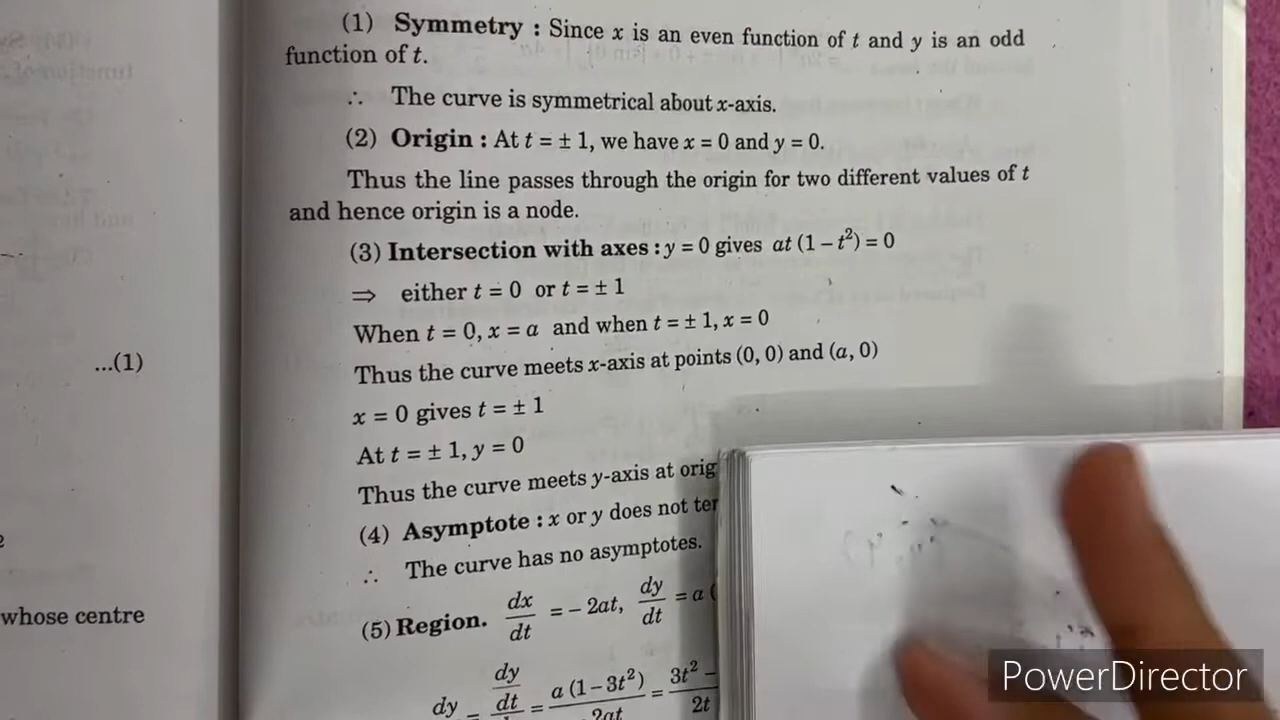 (1) Symmetry : Since x is an even function of t and y is an odd
function of t.
∴ The curve is symmetrical about x-axis.
(2) Origin : At t = ± 1, we have x = 0 and y = 0.
Thus the line passes through the origin for two different values of t
and hence origin is a node.
(3) Intersection with axes : y = 0 gives at (1 – t²) = 0
⇒ either t = 0 or t = ± 1
When t = 0, x = a and when t = ± 1, x = 0
...(1)
Thus the curve meets x-axis at points (0, 0) and (a, 0)
x = 0 gives t = ± 1
At t = ± 1, y = 0
Thus the curve meets y-axis at orig
(4) Asymptote : x or y does not ter
∴ The curve has no asymptotes.
whose centre
(5) Region. dx/dt = – 2at, dy/dt = a (
dy = dy/dt = a (1 – 3t²)/2at = 3t² –/2t
PowerDirector